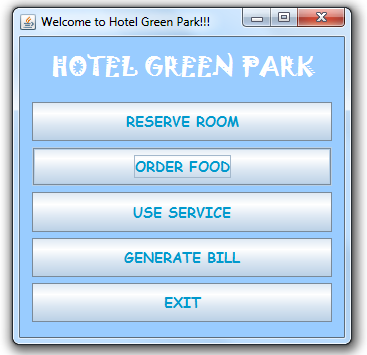 Welcome to Hotel Green Park!!!
HOTEL GREEN PARK
RESERVE ROOM
ORDER FOOD
USE SERVICE
GENERATE BILL
EXIT